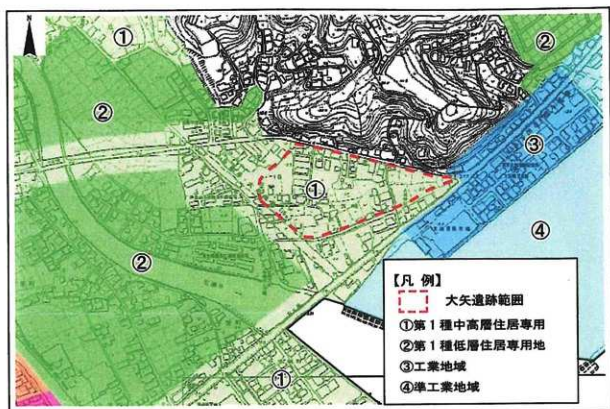 N
①
②
②
③
①
④
②
①
【凡 例】
大矢遺跡範囲
①第1種中高層住居専用
②第1種低層住居専用地
③工業地域
④準工業地域